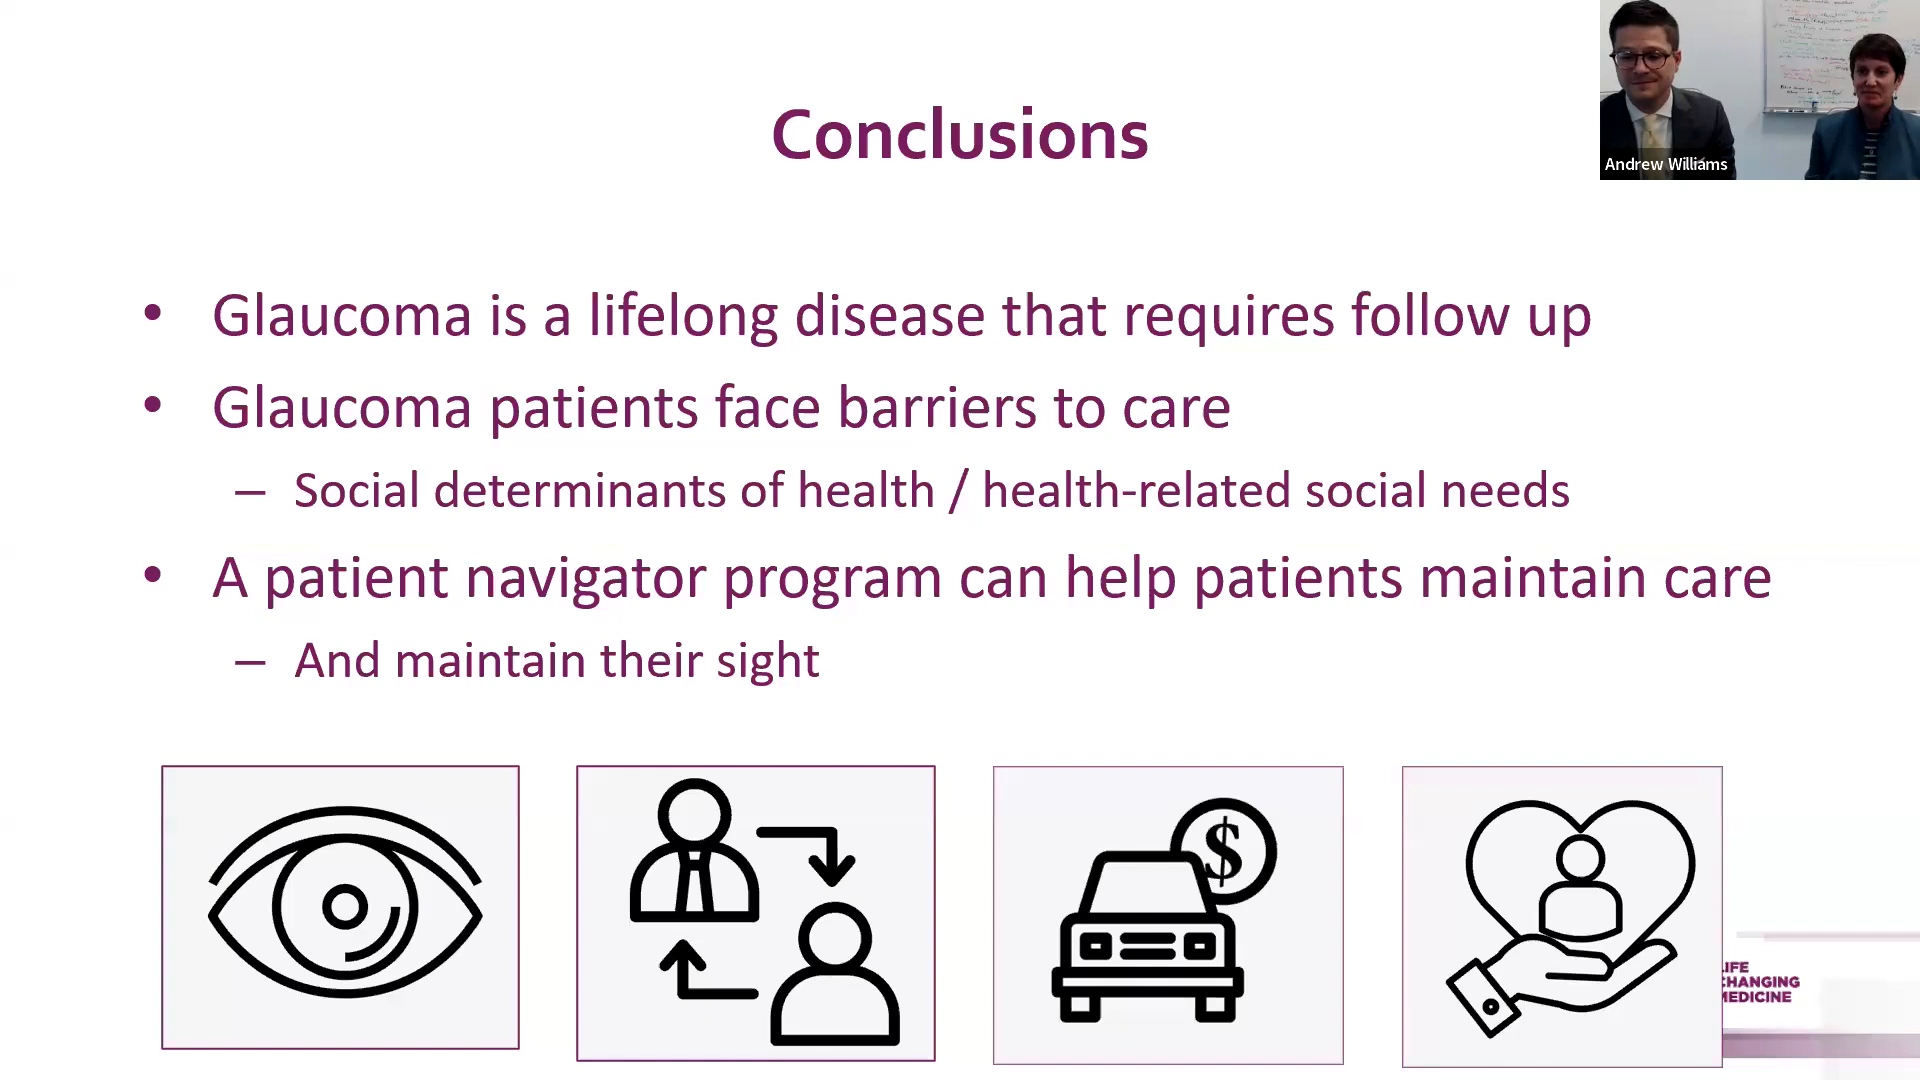 Conclusions
Andrew Williams
• Glaucoma is a lifelong disease that requires follow up
• Glaucoma patients face barriers to care
– Social determinants of health / health-related social needs
• A patient navigator program can help patients maintain care
– And maintain their sight
$
LIFE
CHANGING
MEDICINE